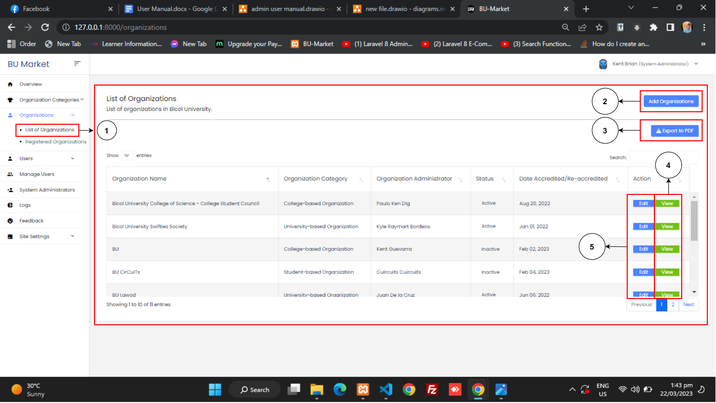 Facebook
User Manual.docx - Google
admin user manual.drawio -
new file.drawio - diagrams.n
BU-Market
127.0.0.1:8000/organizations
Order
New Tab
Learner Information...
New Tab
Upgrade your Pay...
BU-Market
(1) Laravel 8 Admin...
(2) Laravel 8 E-Com...
(3) Search Function...
How do I create an...
BU Market
Kent Brian (System Administrator)
Overview
Organization Categories
Organizations
List of Organizations
Registered Organizations
Users
Manage Users
System Administrators
Logs
Feedback
Site Settings
1
List of Organizations
List of organizations in Bicol University.
2
Add Organizations
3
Export to PDF
Show 10 entries
Search:
4
Organization Name
Organization Category
Organization Administrator
Status
Date Accredited/Re-accredited
Action
Bicol University College of Science - College Student Council
College-based Organization
Paulo Ken Dig
Active
Aug 20, 2022
Edit
View
Bicol University Swifties Society
University-based Organization
Kyle Raymart Bordeos
Active
Jan 01, 2022
Edit
View
BU
College-based Organization
Kent Guevarra
Inactive
Feb 02, 2023
Edit
View
5
BU CirCuiTs
Student-based Organization
Cuircuits Cuircuits
Inactive
Feb 04, 2023
Edit
View
BU Lawod
University-based Organization
Juan De la Cruz
Active
Jun 06, 2022
Edit
View
Showing 1 to 10 of 11 entries
Previous
1
2
Next
30°C
Sunny
Search
ENG
US
1:43 pm
22/03/2023